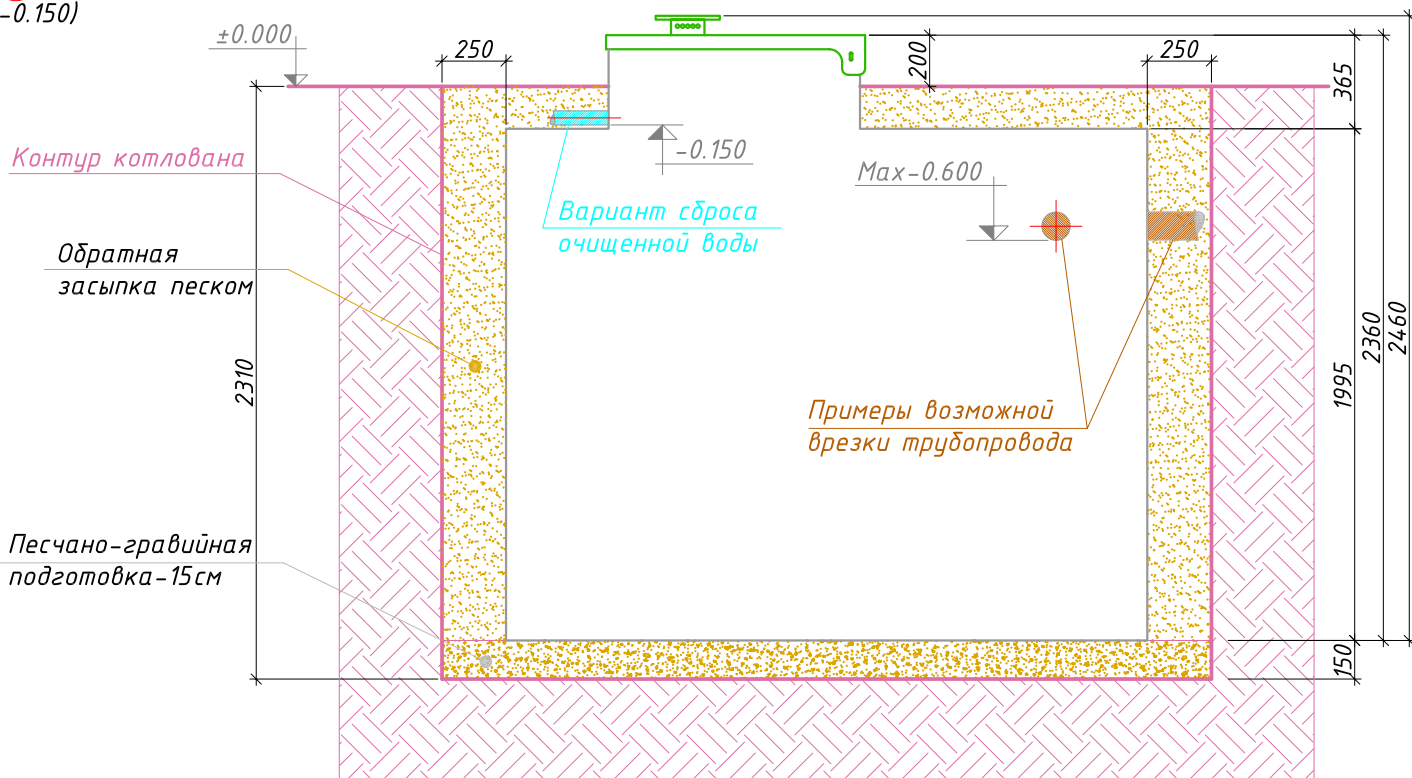 -0.150)
±0.000
250
200
250
365
Контур котлована
-0.150
Max-0.600
Вариант сброса
очищенной воды
Обратная
засыпка песком
2310
2360
2460
1995
Примеры возможной
врезки трубопровода
Песчано-гравийная
подготовка-15см
150